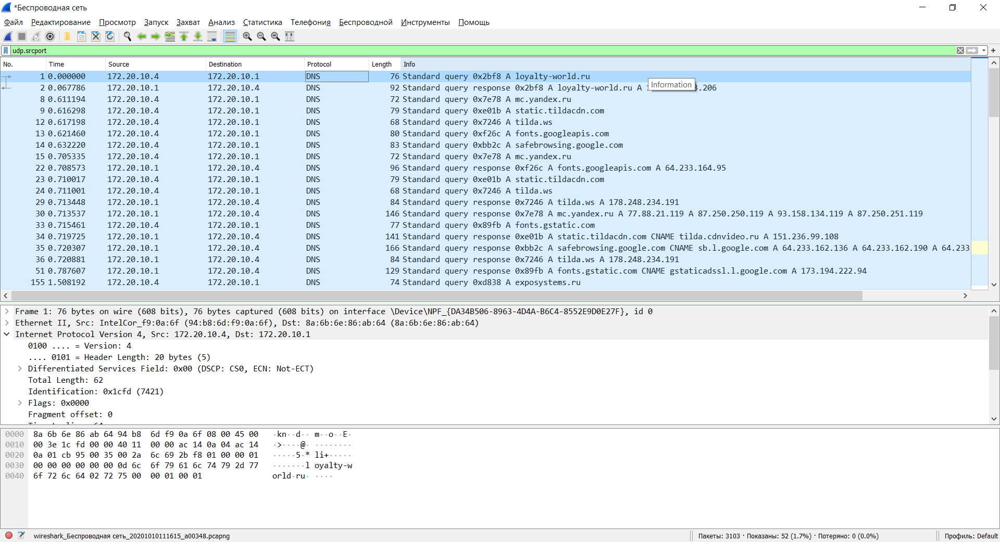 *Беспроводная сеть
Файл Редактирование Просмотр Запуск Захват Анализ Статистика Телефония Беспроводной Инструменты Помощь
udp.srcport
No. Time Source Destination Protocol Length Info
1 0.000000 172.20.10.4 172.20.10.1 DNS 76 Standard query 0x2bf8 A loyalty-world.ru
Information
2 0.067786 172.20.10.1 172.20.10.4 DNS 92 Standard query response 0x2bf8 A loyalty-world.ru A 1 3.206
8 0.611194 172.20.10.4 172.20.10.1 DNS 72 Standard query 0x7e78 A mc.yandex.ru
9 0.616298 172.20.10.4 172.20.10.1 DNS 79 Standard query 0xe01b A static.tildacdn.com
12 0.617198 172.20.10.4 172.20.10.1 DNS 68 Standard query 0x7246 A tilda.ws
13 0.621460 172.20.10.4 172.20.10.1 DNS 80 Standard query 0xf26c A fonts.googleapis.com
14 0.632220 172.20.10.4 172.20.10.1 DNS 83 Standard query 0xbb2c A safebrowsing.google.com
15 0.705335 172.20.10.4 172.20.10.1 DNS 72 Standard query 0x7e78 A mc.yandex.ru
22 0.708573 172.20.10.1 172.20.10.4 DNS 96 Standard query response 0xf26c A fonts.googleapis.com A 64.233.164.95
23 0.710017 172.20.10.4 172.20.10.1 DNS 79 Standard query 0xe01b A static.tildacdn.com
24 0.711001 172.20.10.4 172.20.10.1 DNS 68 Standard query 0x7246 A tilda.ws
29 0.713448 172.20.10.1 172.20.10.4 DNS 84 Standard query response 0x7246 A tilda.ws A 178.248.234.191
30 0.713537 172.20.10.1 172.20.10.4 DNS 146 Standard query response 0x7e78 A mc.yandex.ru A 77.88.21.119 A 87.250.250.119 A 93.158.134.119 A 87.250.251.119
33 0.715461 172.20.10.4 172.20.10.1 DNS 77 Standard query 0x89fb A fonts.gstatic.com
34 0.719725 172.20.10.1 172.20.10.4 DNS 141 Standard query response 0xe01b A static.tildacdn.com CNAME tilda.cdnvideo.ru A 151.236.99.108
35 0.720307 172.20.10.1 172.20.10.4 DNS 166 Standard query response 0xbb2c A safebrowsing.google.com CNAME sb.l.google.com A 64.233.162.136 A 64.233.162.190 A 64.233
36 0.720881 172.20.10.1 172.20.10.4 DNS 84 Standard query response 0x7246 A tilda.ws A 178.248.234.191
51 0.787607 172.20.10.1 172.20.10.4 DNS 129 Standard query response 0x89fb A fonts.gstatic.com CNAME gstaticadssl.l.google.com A 173.194.222.94
155 1.508192 172.20.10.4 172.20.10.1 DNS 74 Standard query 0xd838 A exposystems.ru
Frame 1: 76 bytes on wire (608 bits), 76 bytes captured (608 bits) on interface \Device\NPF_{DA34B506-8963-4D4A-B6C4-8552E9D0E27F}, id 0
Ethernet II, Src: IntelCor_f9:0a:6f (94:b8:6d:f9:0a:6f), Dst: 8a:6b:6e:86:ab:64 (8a:6b:6e:86:ab:64)
Internet Protocol Version 4, Src: 172.20.10.4, Dst: 172.20.10.1
0100 .... = Version: 4
.... 0101 = Header Length: 20 bytes (5)
Differentiated Services Field: 0x00 (DSCP: CS0, ECN: Not-ECT)
Total Length: 62
Identification: 0x1cfd (7421)
Flags: 0x0000
Fragment offset: 0
0000 8a 6b 6e 86 ab 64 94 b8 6d f9 0a 6f 08 00 45 00 ·kn··d·· m··o··E·
0010 00 3e 1c fd 00 00 40 11 00 00 ac 14 0a 04 ac 14 ·>····@· ········
0020 0a 01 cb 95 00 35 00 2a 6c 69 2b f8 01 00 00 01 ·····5·* li+·····
0030 00 00 00 00 00 00 0d 6c 6f 79 61 6c 74 79 2d 77 ·······l oyalty-w
0040 6f 72 6c 64 02 72 75 00 00 01 00 01 orld·ru· ····
wireshark_Беспроводная сеть_20201010111615_a00348.pcapng Пакеты: 3103 · Показаны: 52 (1.7%) · Потеряно: 0 (0.0%) Профиль: Default